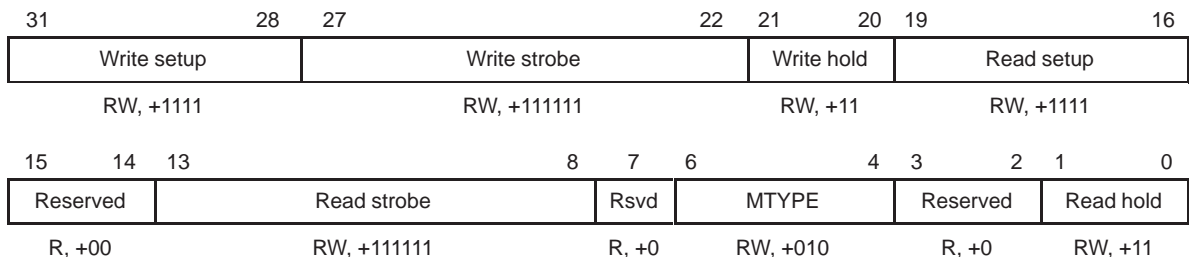 31 28 27 22 21 20 19 16
Write setup Write strobe Write hold Read setup
RW, +1111 RW, +111111 RW, +11 RW, +1111
15 14 13 8 7 6 4 3 2 1 0
Reserved Read strobe Rsvd MTYPE Reserved Read hold
R, +00 RW, +111111 R, +0 RW, +010 R, +0 RW, +11